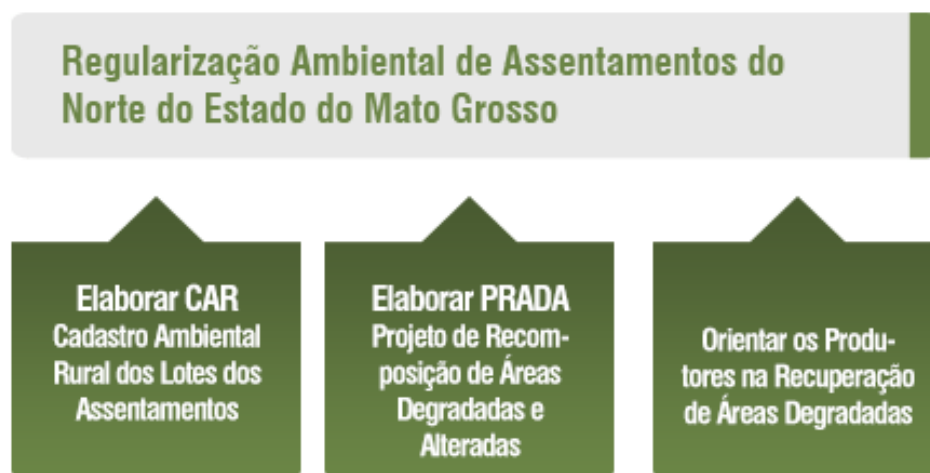 Regularização Ambiental de Assentamentos do
Norte do Estado do Mato Grosso
Elaborar CAR
Cadastro Ambiental
Rural dos Lotes dos
Assentamentos
Elaborar PRADA
Projeto de Recom-
posição de Áreas
Degradadas e
Alteradas
Orientar os Produ-
tores na Recuperação
de Áreas Degradadas